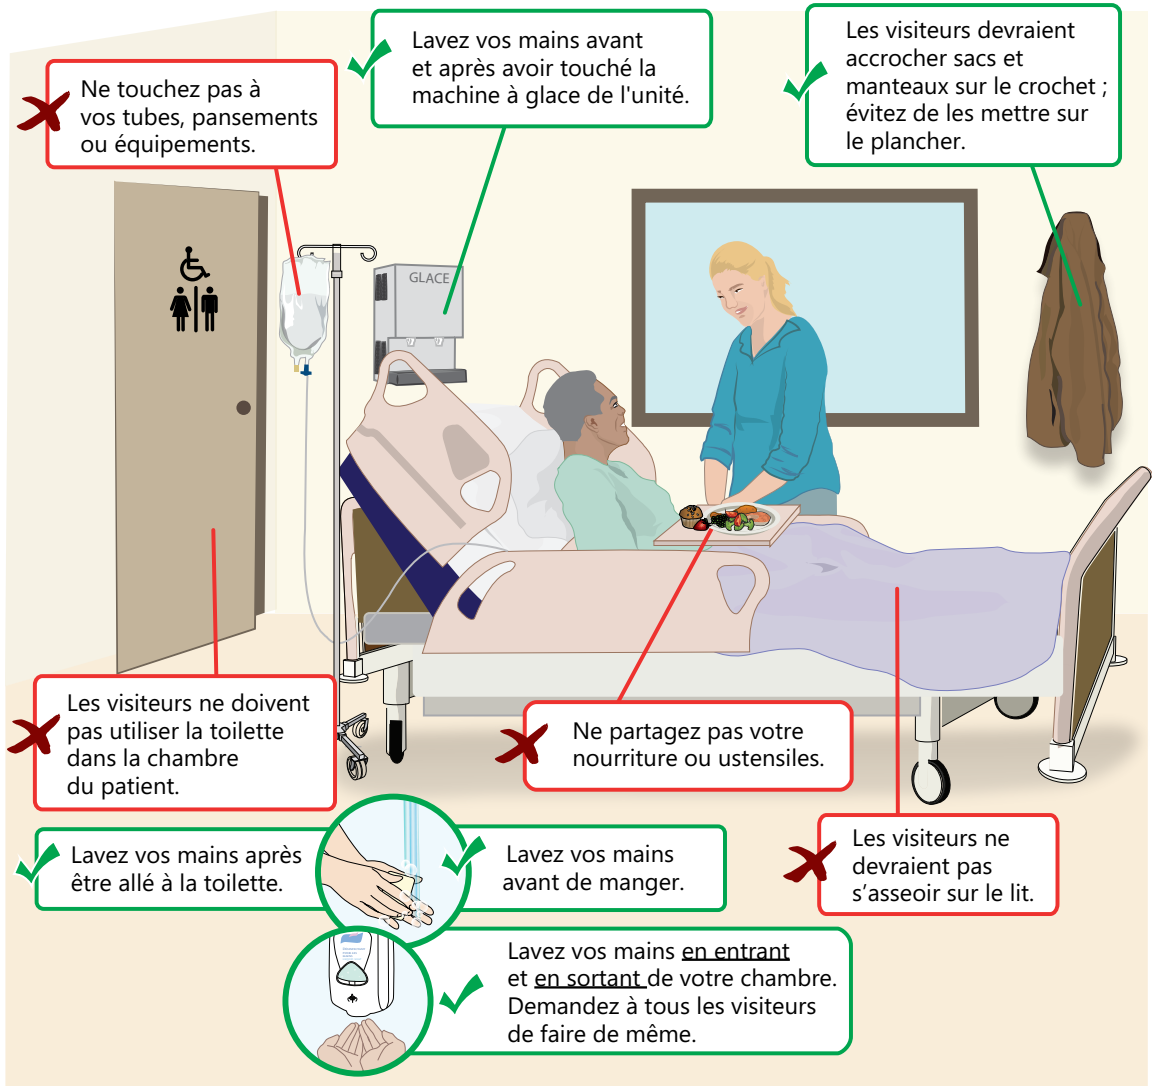 Ne touchez pas à
vos tubes, pansements
ou équipements.
Lavez vos mains avant
et après avoir touché la
machine à glace de l'unité.
Les visiteurs devraient
accrocher sacs et
manteaux sur le crochet ;
évitez de les mettre sur
le plancher.
GLACE
Les visiteurs ne doivent
pas utiliser la toilette
dans la chambre
du patient.
Ne partagez pas votre
nourriture ou ustensiles.
Les visiteurs ne
devraient pas
s’asseoir sur le lit.
Lavez vos mains après
être allé à la toilette.
Lavez vos mains
avant de manger.
Lavez vos mains en entrant
et en sortant de votre chambre.
Demandez à tous les visiteurs
de faire de même.